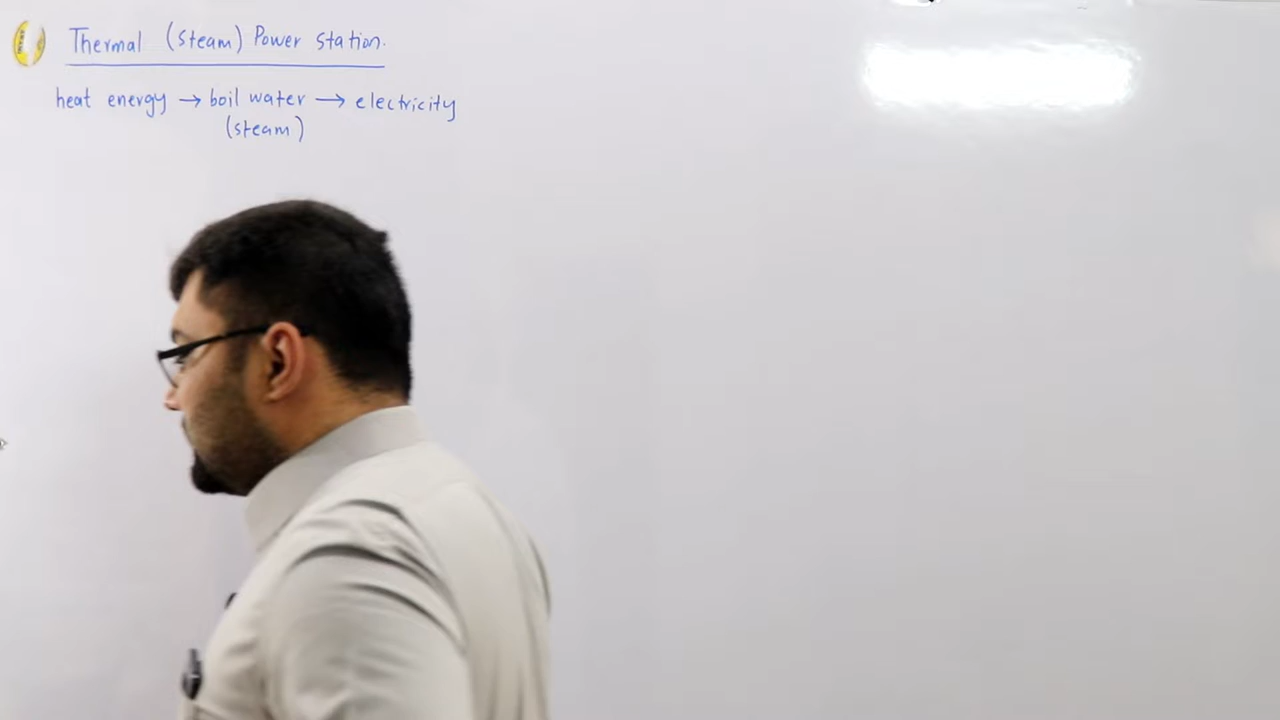 Thermal (Steam) Power Station.
heat energy → boil water → electricity
(steam)